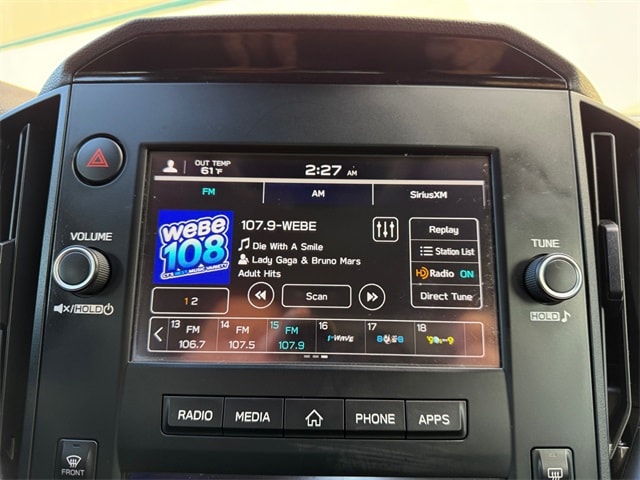 OUT TEMP
61°F
2:27 AM
FM AM SiriusXM
WEBE
108
107.9-WEBE
Die With A Smile
Lady Gaga & Bruno Mars
Adult Hits
Replay
Station List
HD Radio ON
Direct Tune
1 2
Scan
13 FM
106.7
14 FM
107.5
15 FM
107.9
16
1st WAVE
17
18
VOLUME
HOLD
TUNE
HOLD
RADIO MEDIA PHONE APPS
FRONT